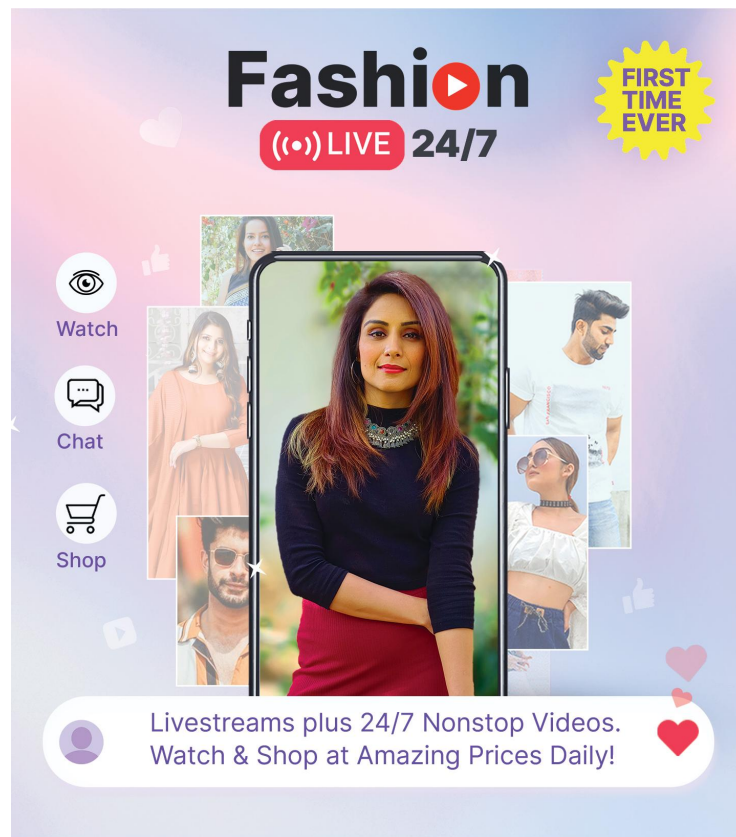 Fashion
LIVE 24/7
FIRST
TIME
EVER
Watch
Chat
Shop
Livestreams plus 24/7 Nonstop Videos.
Watch & Shop at Amazing Prices Daily!